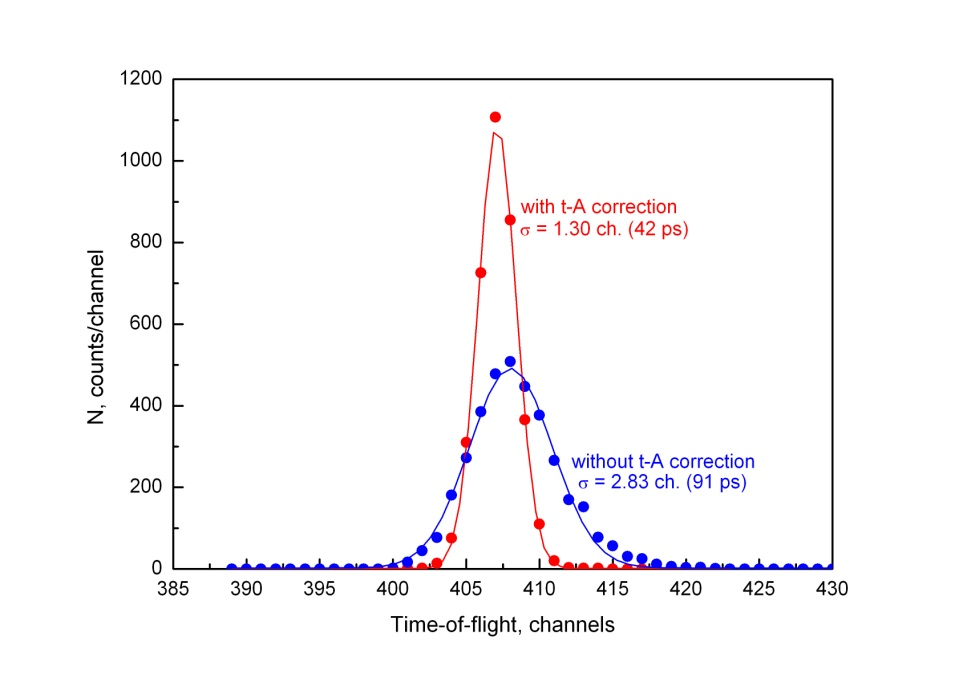 1200
1000
800
600
400
200
0
N, counts/channel
with t-A correction
σ = 1.30 ch. (42 ps)
without t-A correction
σ = 2.83 ch. (91 ps)
385 390 395 400 405 410 415 420 425 430
Time-of-flight, channels